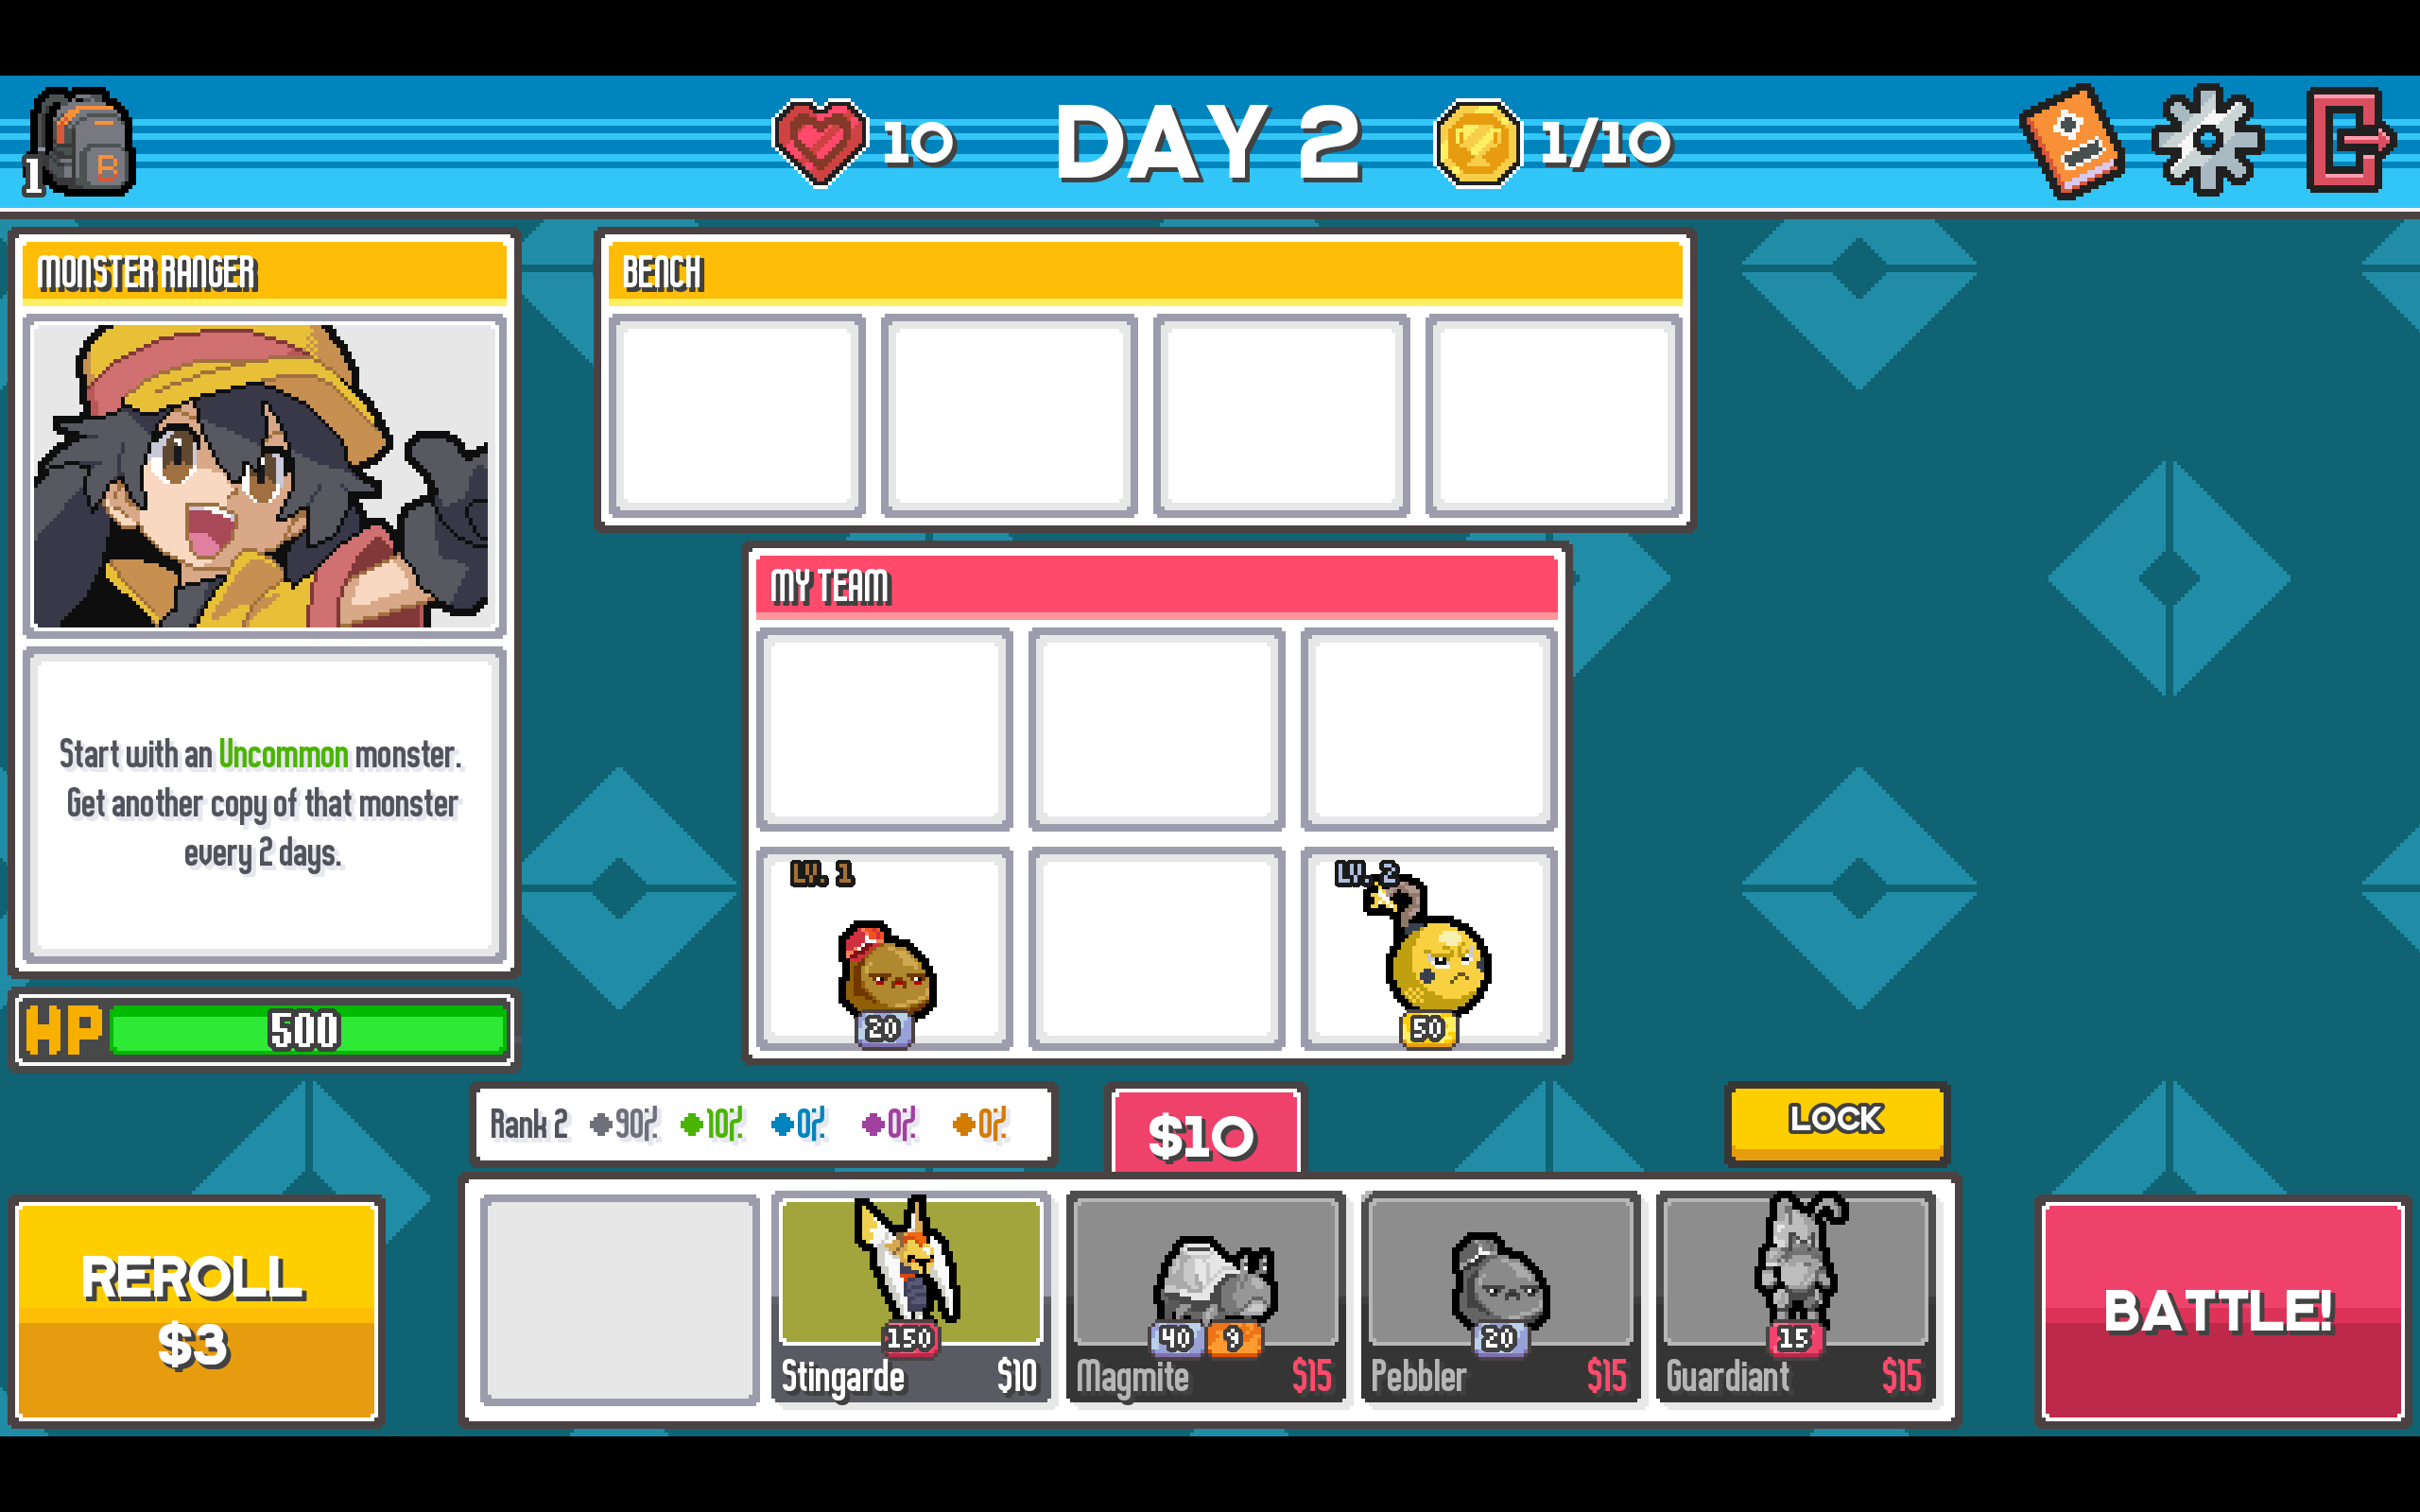 1
B
10
DAY 2
1/10
MONSTER RANGER
Start with an Uncommon monster.
Get another copy of that monster
every 2 days.
HP 500
BENCH
MY TEAM
LV. 1
20
LV. 2
50
Rank 2 90% 10% 0% 0% 0%
$10
LOCK
REROLL
$3
150
Stingarde $10
40 9
Magmite $15
20
Pebbler $15
15
Guardiant $15
BATTLE!